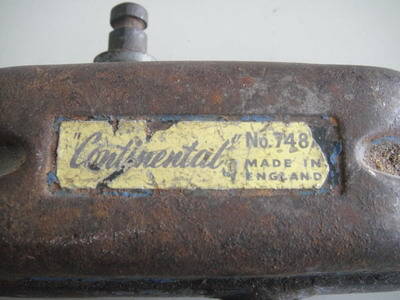 "Continental" No. 748
MADE IN
ENGLAND